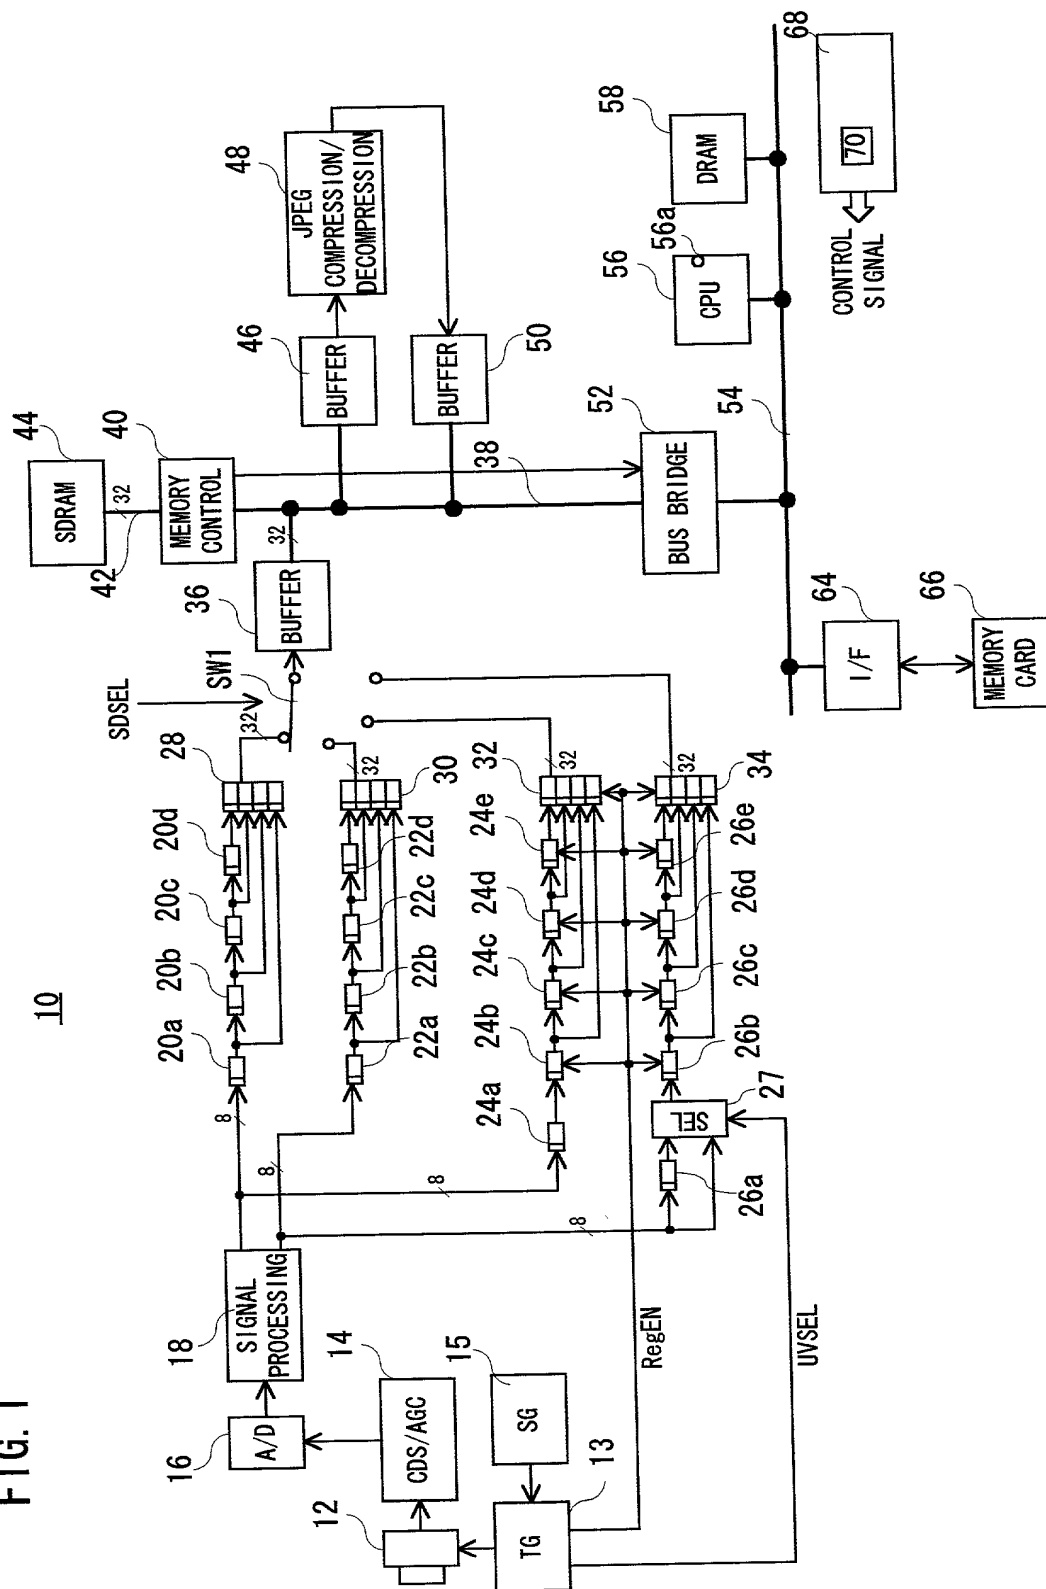 FIG. 1
10
12
TG
13
CDS/AGC
14
SG
15
A/D
16
SIGNAL
PROCESSING
18
8
8
8
8
20a
20b
20c
20d
28
22a
22b
22c
22d
30
24a
24b
24c
24d
24e
32
26a
SEL
27
26b
26c
26d
26e
34
RegEN
UVSEL
32
32
32
32
SDSEL
SW1
BUFFER
36
32
SDRAM
44
32
42
MEMORY
CONTROL
40
BUFFER
46
JPEG
COMPRESSION/
DECOMPRESSION
48
BUFFER
50
38
BUS BRIDGE
52
54
CPU
56
56a
DRAM
58
I/F
64
MEMORY
CARD
66
68
70
CONTROL
SIGNAL